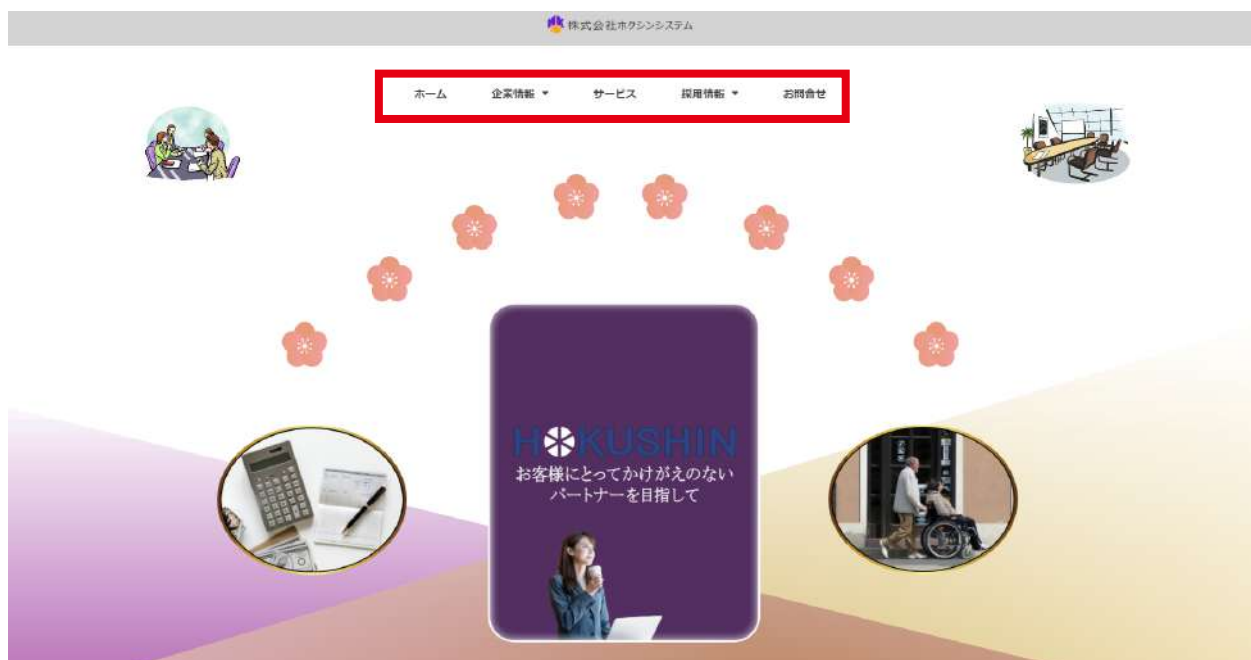 株式会社ホクシンシステム
ホーム 企業情報 サービス 採用情報 お問合せ
HOKUSHIN
お客様にとってかけがえのない
パートナーを目指して